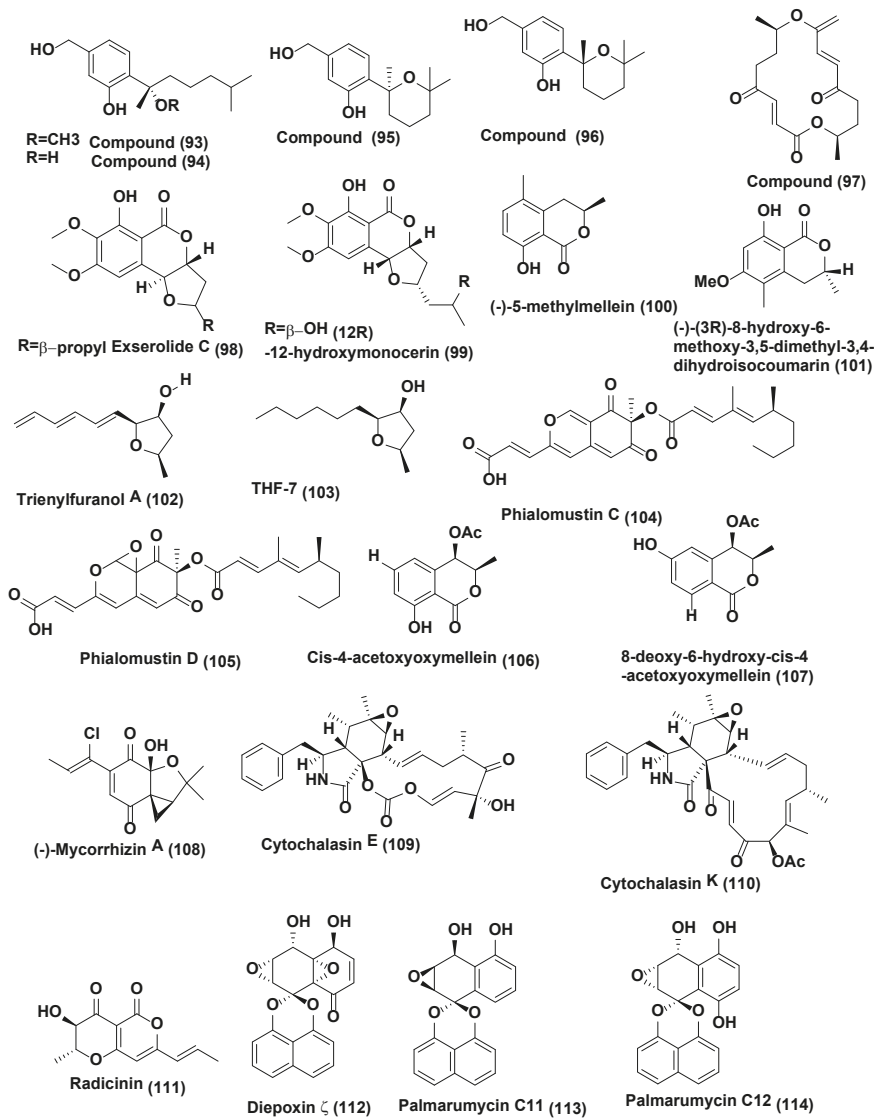 HO
OH
OR
R=CH3 Compound (93)
R=H Compound (94)
HO
OH
O
Compound (95)
HO
OH
O
Compound (96)
O
O
O
O
O
Compound (97)
OH O
O
O
O
H
H
O
R
R=β-propyl Exserolide C (98)
OH O
O
O
O
H
H
O
R
R=β-OH (12R)
-12-hydroxymonocerin (99)
O
OH O
(-)-5-methylmellein (100)
OH O
O
MeO
H
(-)-(3R)-8-hydroxy-6-
methoxy-3,5-dimethyl-3,4-
dihydroisocoumarin (101)
O-H
O
Trienylfuranol A (102)
OH
O
THF-7 (103)
O
O
O
O
O
O
OH
Phialomustin C (104)
O
O
O
O
O
O
O
OH
Phialomustin D (105)
OAc
H
O
OH O
Cis-4-acetoxyoxymellein (106)
OAc
HO
O
H O
8-deoxy-6-hydroxy-cis-4
-acetoxyoxymellein (107)
Cl
O
OH
O
O
(-)-Mycorrhizin A (108)
O
H
H
H
HN
O
O
O
O
O
OH
Cytochalasin E (109)
O
H
H
H
HN
O
O
O
OAc
Cytochalasin K (110)
HO
O O
O
O
Radicinin (111)
OH OH
O
O
O O
O
Diepoxin ζ (112)
OH OH
O
O O
Palmarumycin C11 (113)
OH OH
O
O O
OH
Palmarumycin C12 (114)